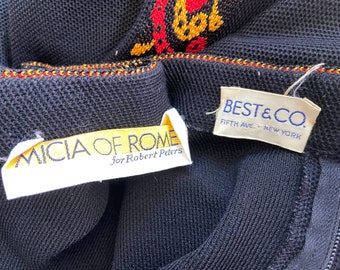 MICIA OF ROME
for Robert Peters
BEST & CO.
FIFTH AVE. - NEW YORK